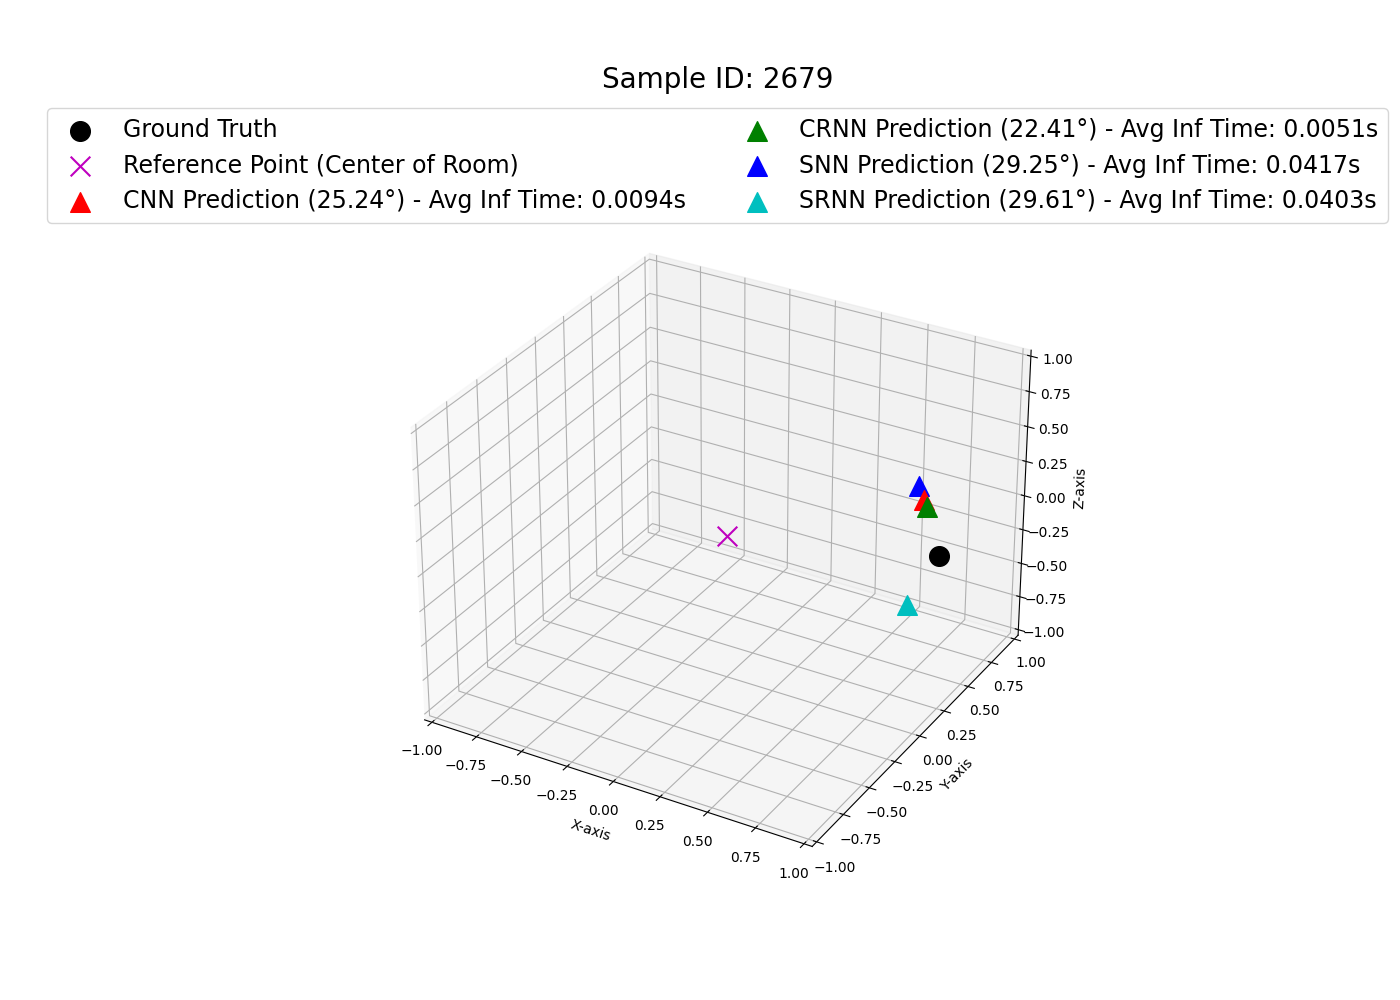 Sample ID: 2679
Ground Truth
Reference Point (Center of Room)
CNN Prediction (25.24°) - Avg Inf Time: 0.0094s
CRNN Prediction (22.41°) - Avg Inf Time: 0.0051s
SNN Prediction (29.25°) - Avg Inf Time: 0.0417s
SRNN Prediction (29.61°) - Avg Inf Time: 0.0403s
1.00
0.75
0.50
0.25
0.00
−0.25
−0.50
−0.75
−1.00
Z-axis
1.00
0.75
0.50
0.25
0.00
−0.25
−0.50
−0.75
−1.00
Y-axis
−1.00
−0.75
−0.50
−0.25
0.00
0.25
0.50
0.75
1.00
X-axis